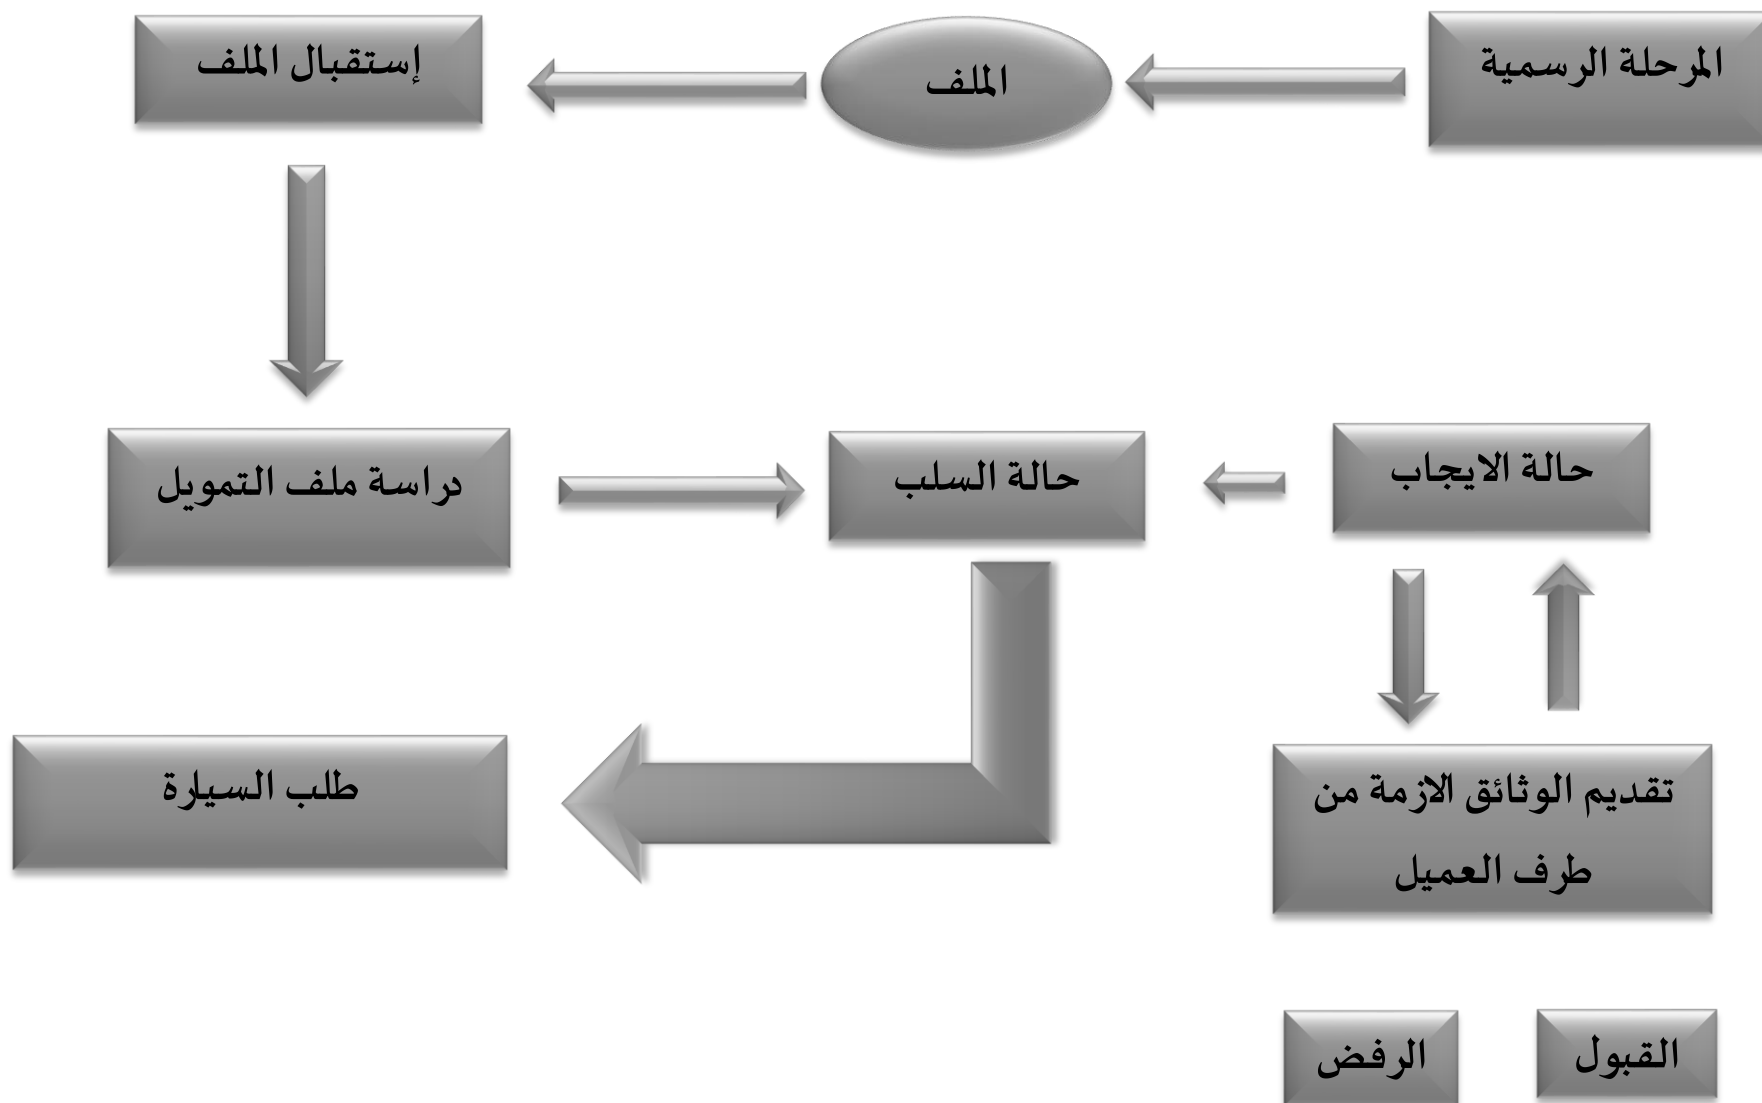 المرحلة الرسمية
الملف
إستقبال الملف
حالة الايجاب
حالة السلب
دراسة ملف التمويل
تقديم الوثائق الازمة من
طرف العميل
طلب السيارة
القبول
الرفض